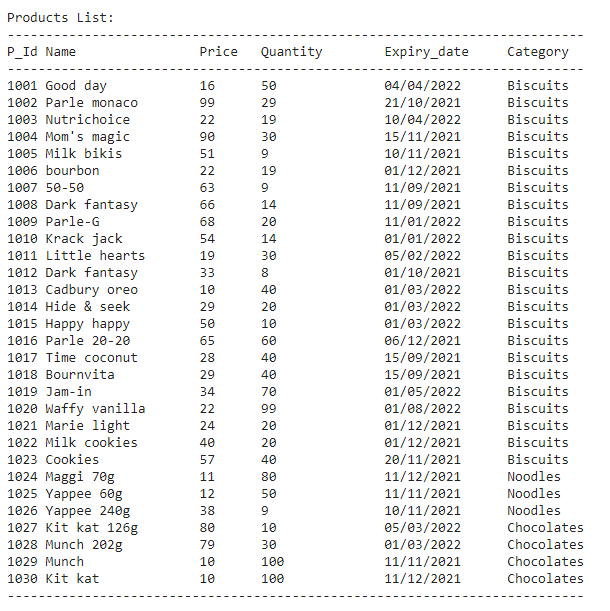 Products List:
---------------------------------------------------------------------------
P_Id Name                Price   Quantity        Expiry_date     Category
---------------------------------------------------------------------------
1001 Good day            16      50              04/04/2022      Biscuits
1002 Parle monaco        99      29              21/10/2021      Biscuits
1003 Nutrichoice         22      19              10/04/2022      Biscuits
1004 Mom's magic         90      30              15/11/2021      Biscuits
1005 Milk bikis          51      9               10/11/2021      Biscuits
1006 bourbon             22      19              01/12/2021      Biscuits
1007 50-50               63      9               11/09/2021      Biscuits
1008 Dark fantasy        66      14              11/09/2021      Biscuits
1009 Parle-G             68      20              11/01/2022      Biscuits
1010 Krack jack          54      14              01/01/2022      Biscuits
1011 Little hearts       19      30              05/02/2022      Biscuits
1012 Dark fantasy        33      8               01/10/2021      Biscuits
1013 Cadbury oreo        10      40              01/03/2022      Biscuits
1014 Hide & seek         29      20              01/03/2022      Biscuits
1015 Happy happy         50      10              01/03/2022      Biscuits
1016 Parle 20-20         65      60              06/12/2021      Biscuits
1017 Time coconut        28      40              15/09/2021      Biscuits
1018 Bournvita           29      40              15/09/2021      Biscuits
1019 Jam-in              34      70              01/05/2022      Biscuits
1020 Waffy vanilla       22      99              01/08/2022      Biscuits
1021 Marie light         24      20              01/12/2021      Biscuits
1022 Milk cookies        40      20              01/12/2021      Biscuits
1023 Cookies             57      40              20/11/2021      Biscuits
1024 Maggi 70g           11      80              11/12/2021      Noodles
1025 Yappee 60g          12      50              11/11/2021      Noodles
1026 Yappee 240g         38      9               10/11/2021      Noodles
1027 Kit kat 126g        80      10              05/03/2022      Chocolates
1028 Munch 202g          79      30              01/03/2022      Chocolates
1029 Munch               10      100             11/11/2021      Chocolates
1030 Kit kat             10      100             11/12/2021      Chocolates
---------------------------------------------------------------------------